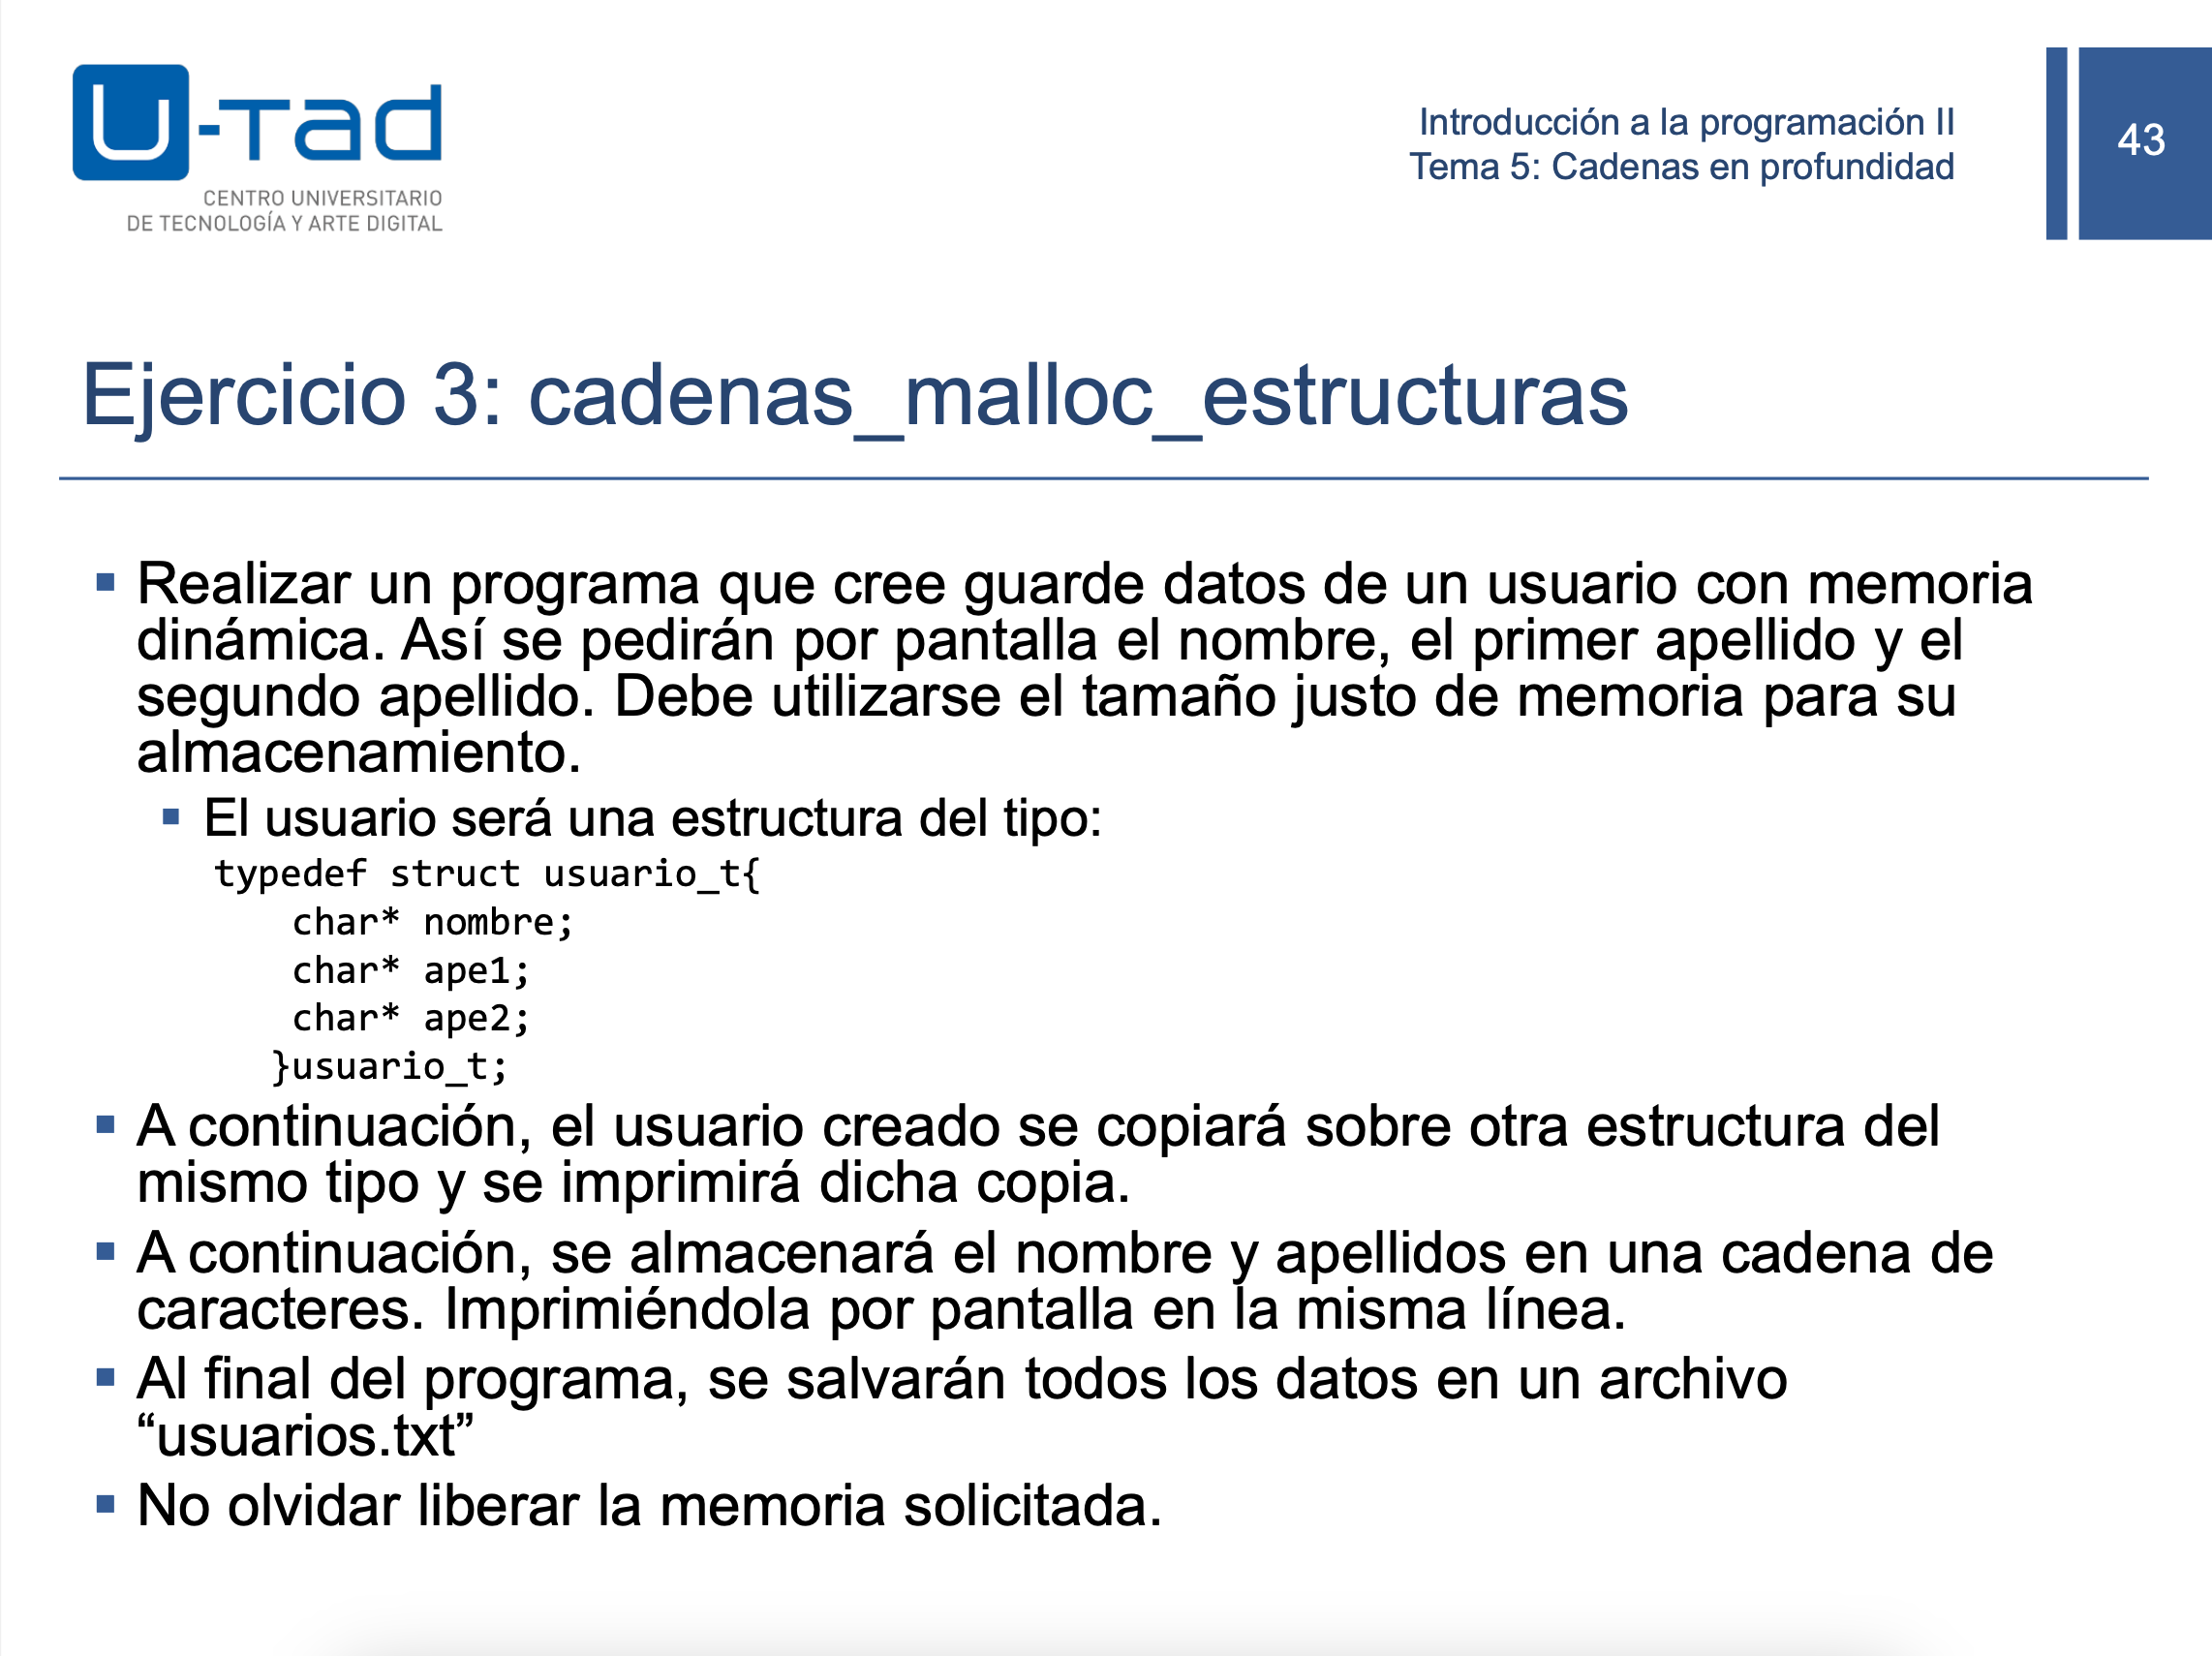 U-tad
CENTRO UNIVERSITARIO
DE TECNOLOGÍA Y ARTE DIGITAL
Introducción a la programación II
Tema 5: Cadenas en profundidad
43
Ejercicio 3: cadenas_malloc_estructuras
Realizar un programa que cree guarde datos de un usuario con memoria
dinámica. Así se pedirán por pantalla el nombre, el primer apellido y el
segundo apellido. Debe utilizarse el tamaño justo de memoria para su
almacenamiento.
El usuario será una estructura del tipo:
typedef struct usuario_t{
char* nombre;
char* ape1;
char* ape2;
}usuario_t;
A continuación, el usuario creado se copiará sobre otra estructura del
mismo tipo y se imprimirá dicha copia.
A continuación, se almacenará el nombre y apellidos en una cadena de
caracteres. Imprimiéndola por pantalla en la misma línea.
Al final del programa, se salvarán todos los datos en un archivo
“usuarios.txt”
No olvidar liberar la memoria solicitada.